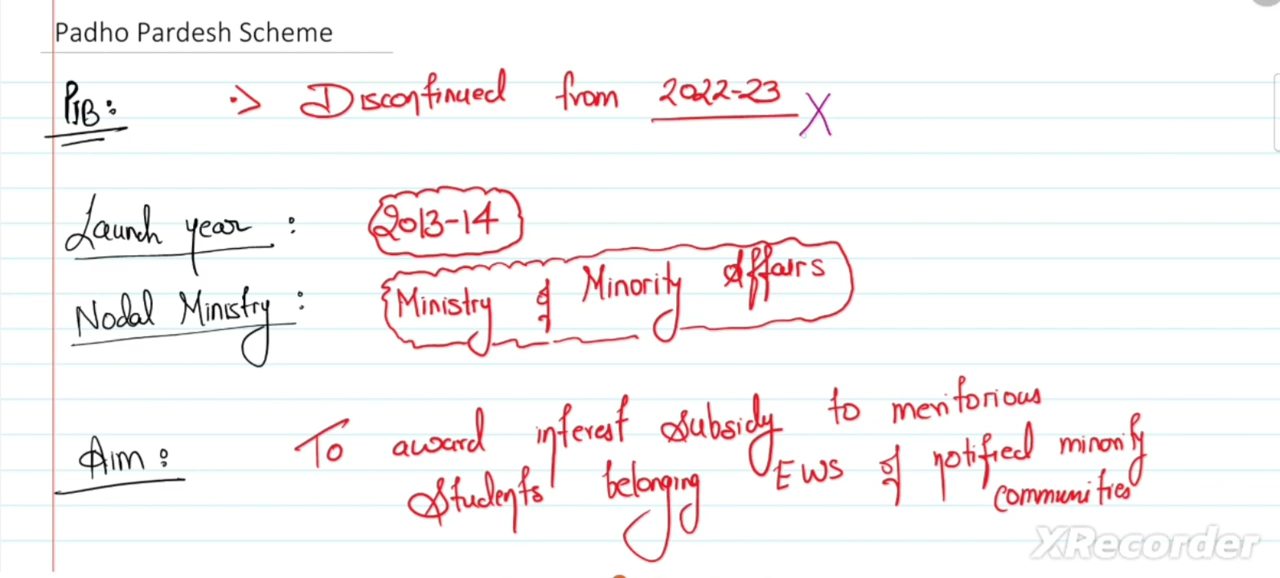 Padho Pardesh Scheme
PIB: :> Discontinued from 2022-23 X
Launch year : 2013-14
Nodal Ministry : Ministry of Minority Affairs
Aim : To award interest subsidy to meritorious
students belonging EWS of notified minority
communities
XRecorder